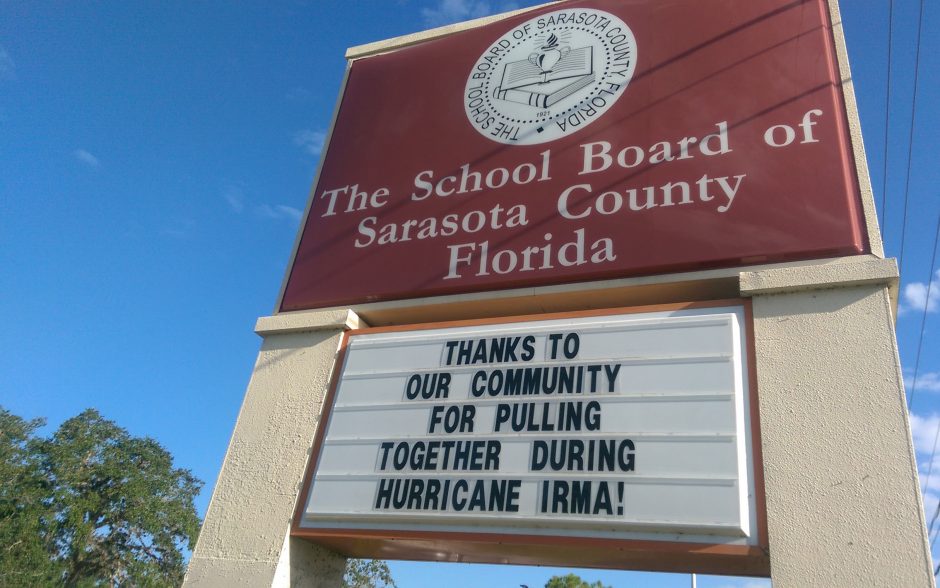 THE SCHOOL BOARD OF SARASOTA COUNTY, FLORIDA
1921
The School Board of
Sarasota County
Florida
THANKS TO
OUR COMMUNITY
FOR PULLING
TOGETHER DURING
HURRICANE IRMA!